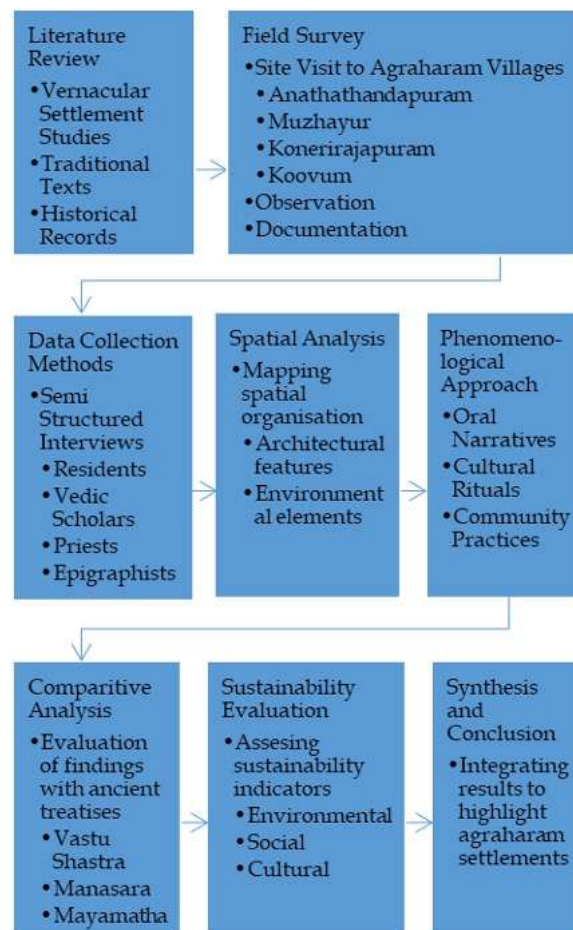 Literature
Review
•Vernacular
Settlement
Studies
•Traditional
Texts
•Historical
Records
Field Survey
•Site Visit to Agraharam Villages
•Anathathandapuram
•Muzhayur
•Konerirajapuram
•Koovum
•Observation
•Documentation
Data Collection
Methods
•Semi
Structured
Interviews
•Residents
•Vedic
Scholars
•Priests
•Epigraphists
Spatial Analysis
•Mapping
spatial
organisation
•Architectural
features
•Environment
al elements
Phenomeno-
logical
Approach
•Oral
Narratives
•Cultural
Rituals
•Community
Practices
Comparitive
Analysis
•Evaluation
of findings
with ancient
treatises
•Vastu
Shastra
•Manasara
•Mayamatha
Sustainability
Evaluation
•Assesing
sustainability
indicators
•Environmental
•Social
•Cultural
Synthesis
and
Conclusion
•Integrating
results to
highlight
agraharam
settlements